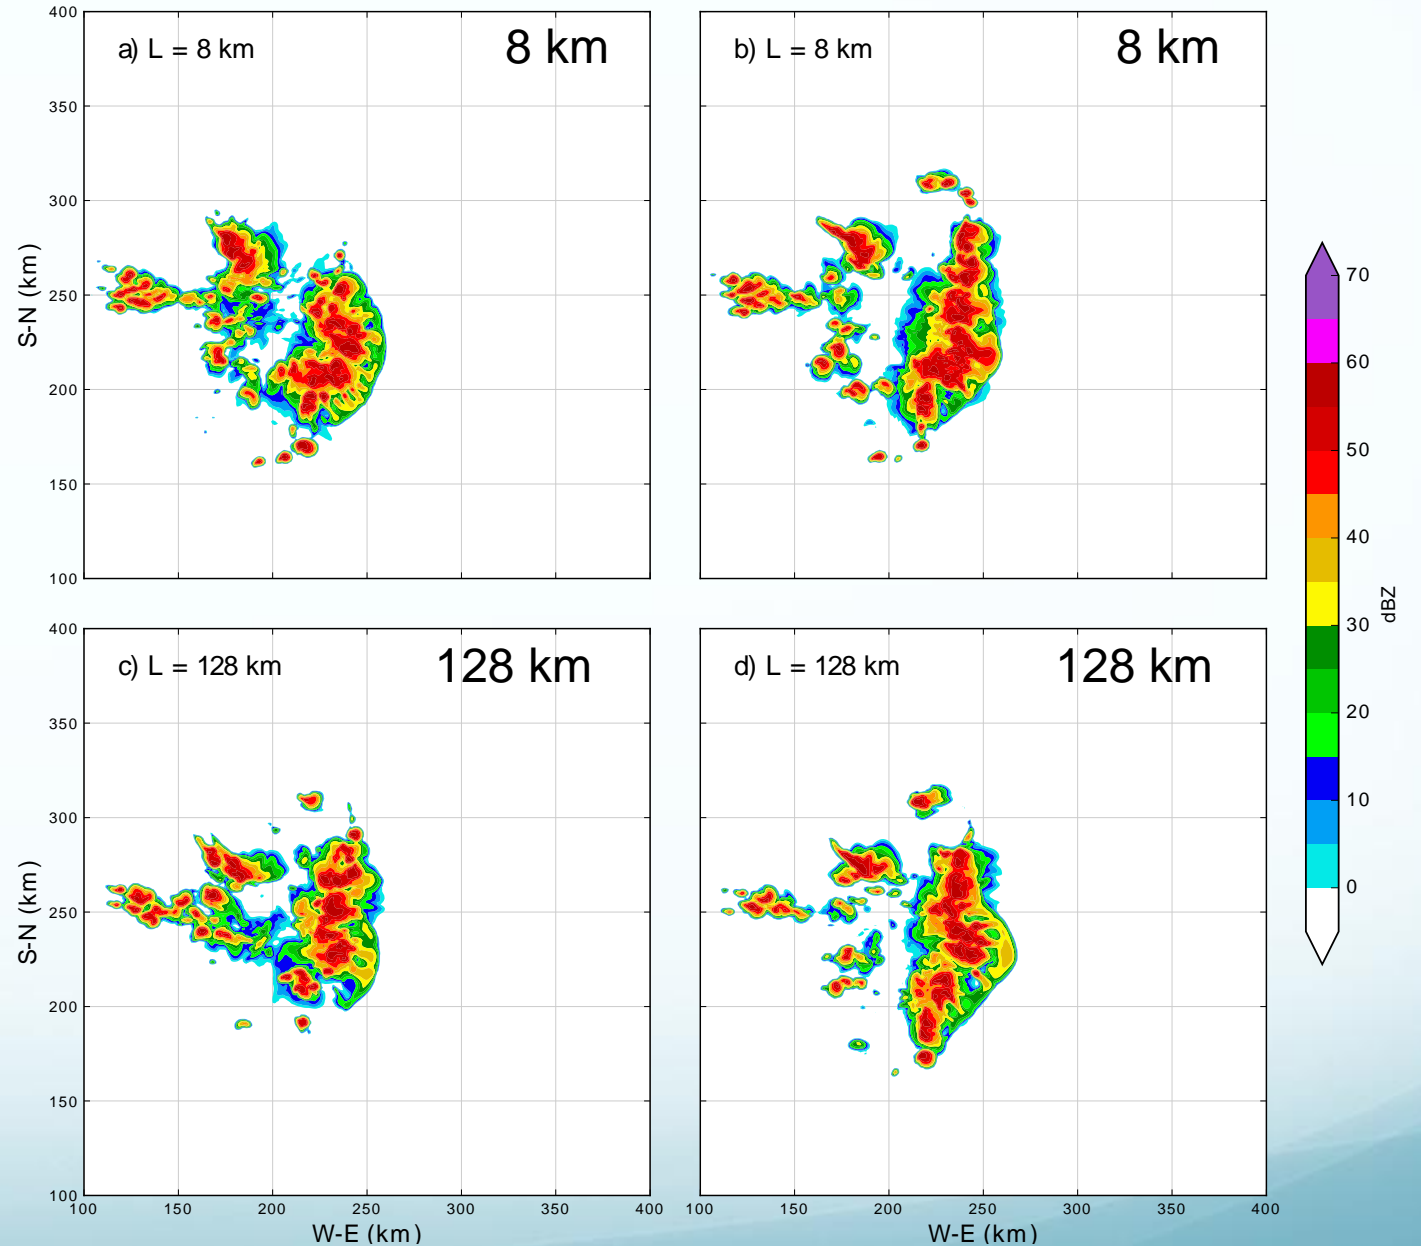 a) L = 8 km
8 km
b) L = 8 km
8 km
400
350
300
250
200
150
100
S-N (km)
c) L = 128 km
128 km
d) L = 128 km
128 km
400
350
300
250
200
150
100
S-N (km)
100 150 200 250 300 350 400
W-E (km)
100 150 200 250 300 350 400
W-E (km)
70
60
50
40
30
20
10
0
dBZ